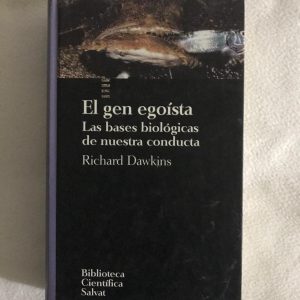 El gen egoísta
Las bases biológicas
de nuestra conducta
Richard Dawkins
Biblioteca
Científica
Salvat